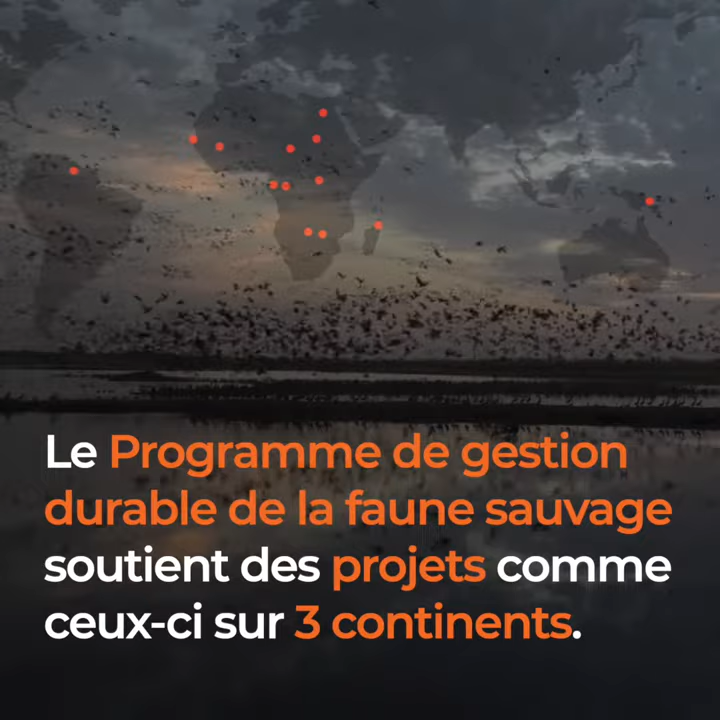 Le Programme de gestion
durable de la faune sauvage
soutient des projets comme
ceux-ci sur 3 continents.